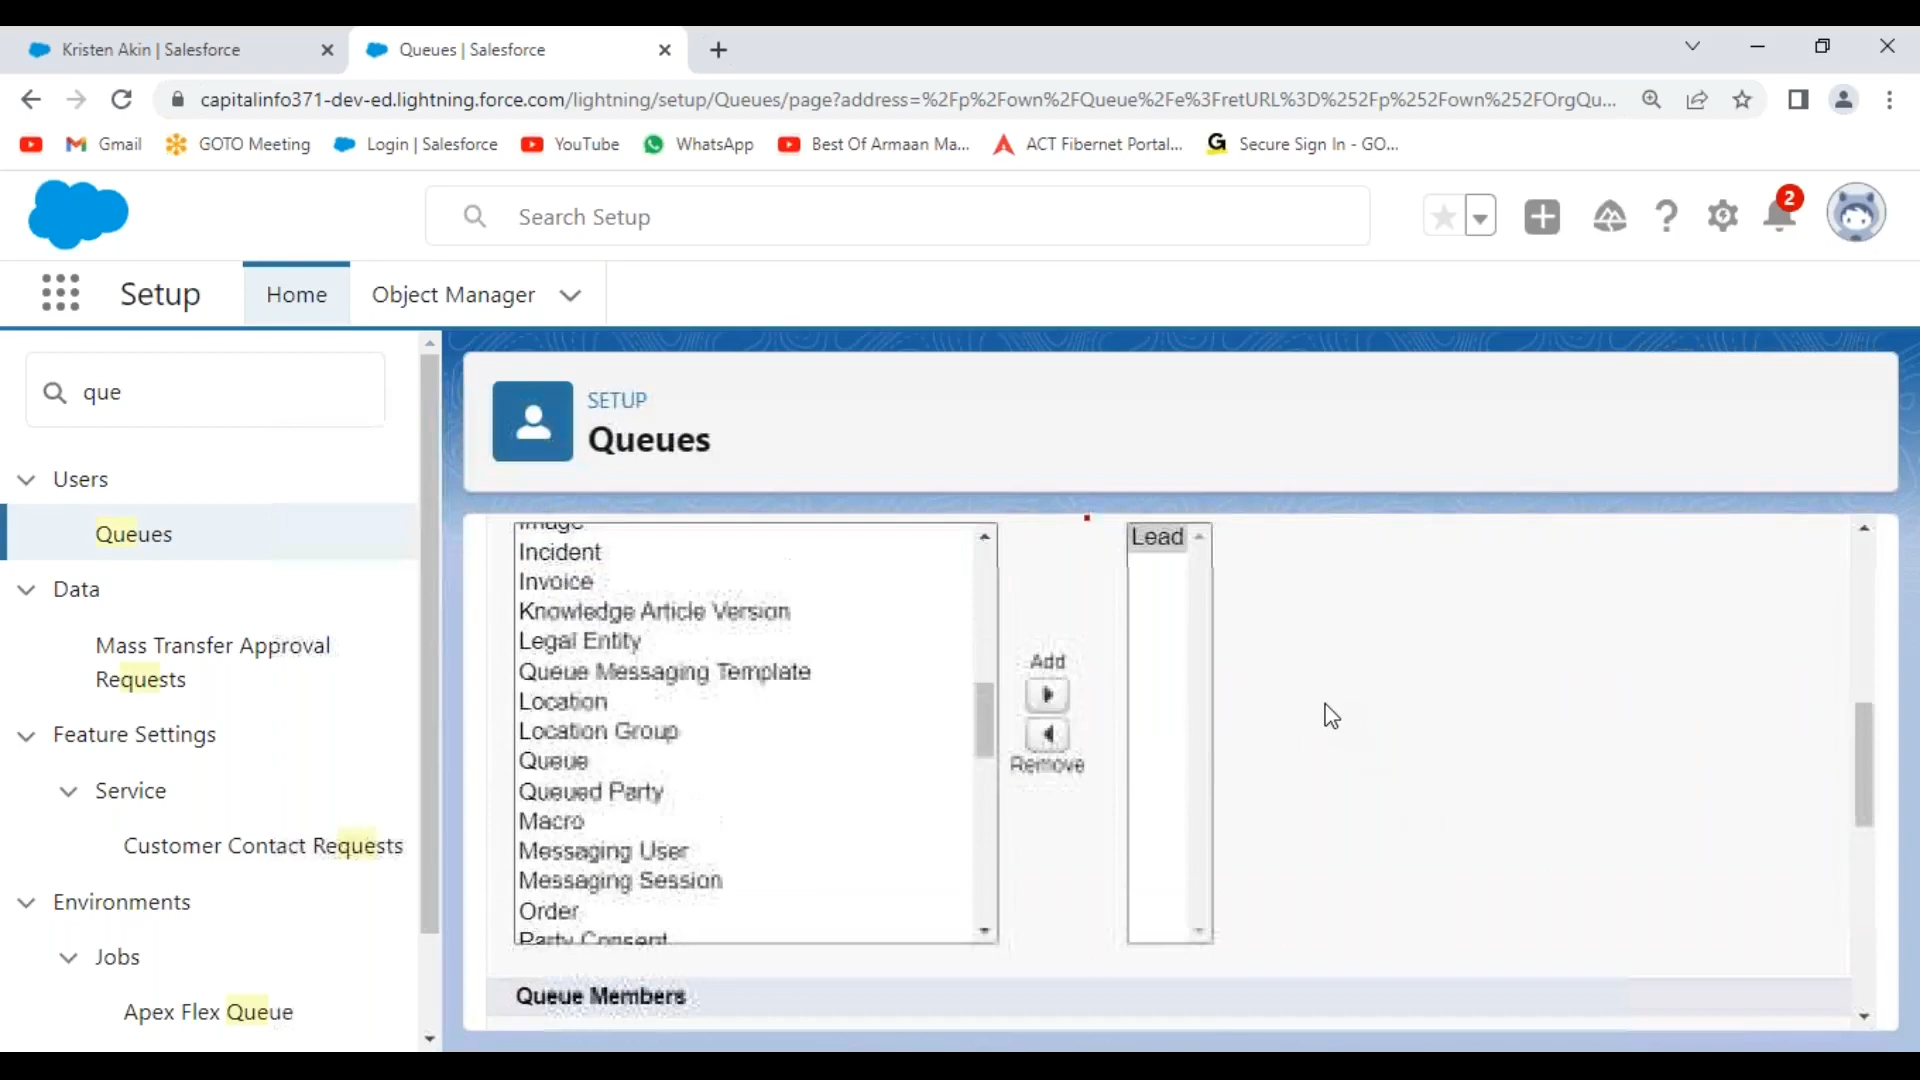 Kristen Akin | Salesforce
Queues | Salesforce
capitalinfo371-dev-ed.lightning.force.com/lightning/setup/Queues/page?address=%2Fp%2Fown%2FQueue%2Fe%3FretURL%3D%252Fp%252Fown%252FOrgQu...
Gmail
GOTO Meeting
Login | Salesforce
YouTube
WhatsApp
Best Of Armaan Ma...
ACT Fibernet Portal...
G
Secure Sign In - GO...
Search Setup
2
Setup
Home
Object Manager
que
Users
Queues
Data
Mass Transfer Approval
Requests
Feature Settings
Service
Customer Contact Requests
Environments
Jobs
Apex Flex Queue
SETUP
Queues
Image
Incident
Invoice
Knowledge Article Version
Legal Entity
Queue Messaging Template
Location
Location Group
Queue
Queued Party
Macro
Messaging User
Messaging Session
Order
Party Consent
Add
Remove
Lead
Queue Members